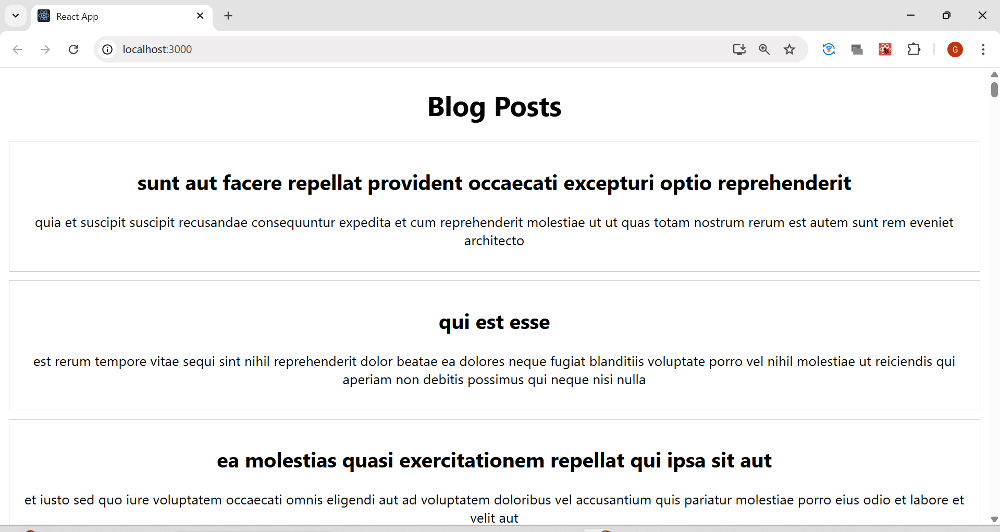 React App
localhost:3000
G
Blog Posts
sunt aut facere repellat provident occaecati excepturi optio reprehenderit
quia et suscipit suscipit recusandae consequuntur expedita et cum reprehenderit molestiae ut ut quas totam nostrum rerum est autem sunt rem eveniet
architecto
qui est esse
est rerum tempore vitae sequi sint nihil reprehenderit dolor beatae ea dolores neque fugiat blanditiis voluptate porro vel nihil molestiae ut reiciendis qui
aperiam non debitis possimus qui neque nisi nulla
ea molestias quasi exercitationem repellat qui ipsa sit aut
et iusto sed quo iure voluptatem occaecati omnis eligendi aut ad voluptatem doloribus vel accusantium quis pariatur molestiae porro eius odio et labore et
velit aut